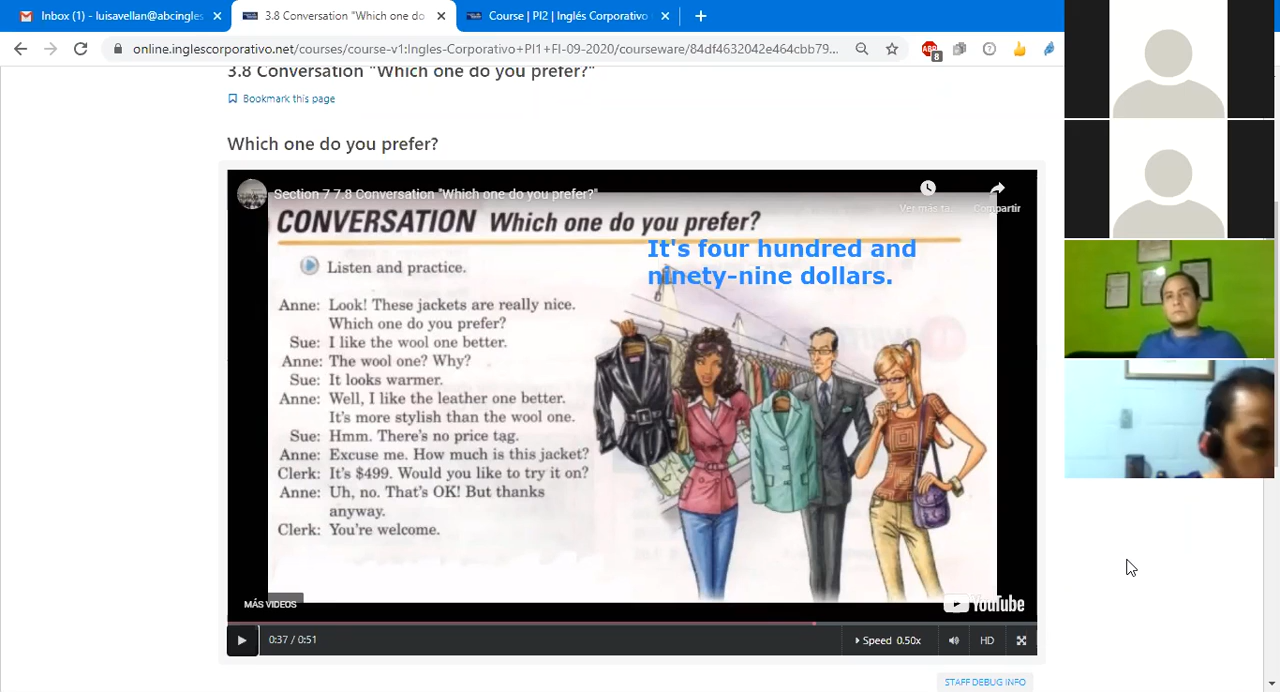 Inbox (1) - luisavellan@abcingles
3.8 Conversation "Which one do
Course | PI2 | Inglés Corporativo
online.inglescorporativo.net/courses/course-v1:Ingles-Corporativo+PI1+FI-09-2020/courseware/84df4632042e464cbb79...
ABP
8
3.8 Conversation "Which one do you prefer?"
Bookmark this page
Which one do you prefer?
Section 7 7.8 Conversation "Which one do you prefer?"
Ver más ta...
Compartir
CONVERSATION Which one do you prefer?
It's four hundred and
ninety-nine dollars.
Listen and practice.
Anne: Look! These jackets are really nice.
Which one do you prefer?
Sue: I like the wool one better.
Anne: The wool one? Why?
Sue: It looks warmer.
Anne: Well, I like the leather one better.
It's more stylish than the wool one.
Sue: Hmm. There's no price tag.
Anne: Excuse me. How much is this jacket?
Clerk: It's $499. Would you like to try it on?
Anne: Uh, no. That's OK! But thanks
anyway.
Clerk: You're welcome.
MÁS VIDEOS
YouTube
0:37 / 0:51
Speed 0.50x
HD
STAFF DEBUG INFO